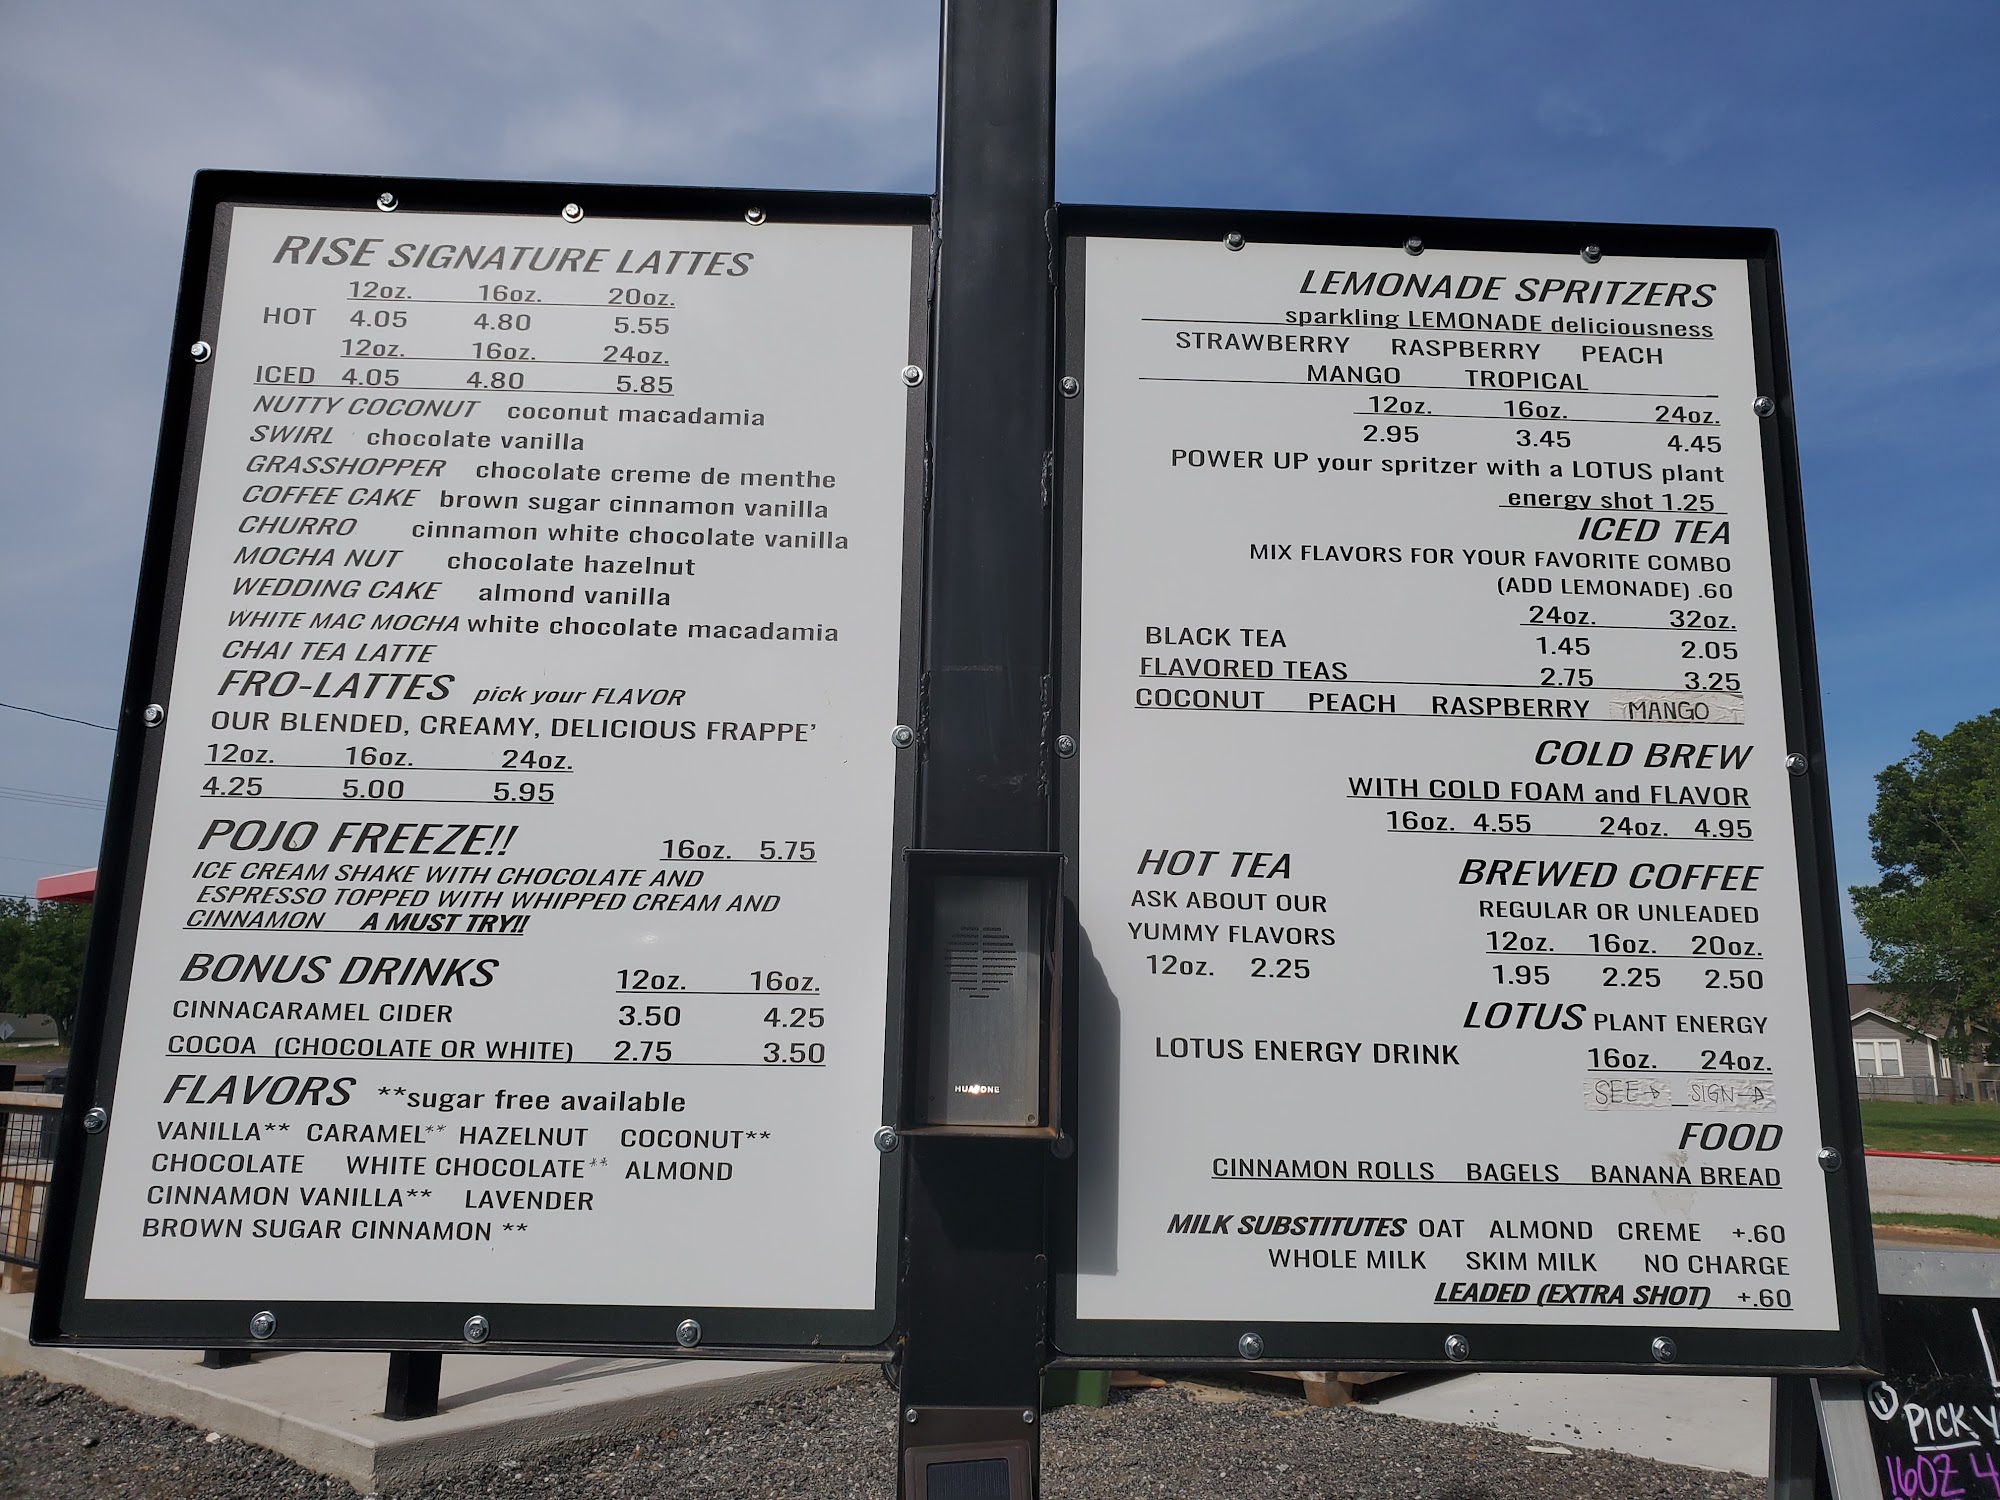 RISE SIGNATURE LATTES
12oz. 16oz. 20oz.
HOT 4.05 4.80 5.55
12oz. 16oz. 24oz.
ICED 4.05 4.80 5.85
NUTTY COCONUT coconut macadamia
SWIRL chocolate vanilla
GRASSHOPPER chocolate creme de menthe
COFFEE CAKE brown sugar cinnamon vanilla
CHURRO cinnamon white chocolate vanilla
MOCHA NUT chocolate hazelnut
WEDDING CAKE almond vanilla
WHITE MAC MOCHA white chocolate macadamia
CHAI TEA LATTE
FRO-LATTES pick your FLAVOR
OUR BLENDED, CREAMY, DELICIOUS FRAPPE'
12oz. 16oz. 24oz.
4.25 5.00 5.95
POJO FREEZE!! 16oz. 5.75
ICE CREAM SHAKE WITH CHOCOLATE AND
ESPRESSO TOPPED WITH WHIPPED CREAM AND
CINNAMON A MUST TRY!!
BONUS DRINKS 12oz. 16oz.
CINNACARAMEL CIDER 3.50 4.25
COCOA (CHOCOLATE OR WHITE) 2.75 3.50
FLAVORS **sugar free available
VANILLA** CARAMEL** HAZELNUT COCONUT**
CHOCOLATE WHITE CHOCOLATE** ALMOND
CINNAMON VANILLA** LAVENDER
BROWN SUGAR CINNAMON **
LEMONADE SPRITZERS
sparkling LEMONADE deliciousness
STRAWBERRY RASPBERRY PEACH
MANGO TROPICAL
12oz. 16oz. 24oz.
2.95 3.45 4.45
POWER UP your spritzer with a LOTUS plant
energy shot 1.25
ICED TEA
MIX FLAVORS FOR YOUR FAVORITE COMBO
(ADD LEMONADE) .60
24oz. 32oz.
BLACK TEA 1.45 2.05
FLAVORED TEAS 2.75 3.25
COCONUT PEACH RASPBERRY MANGO
COLD BREW
WITH COLD FOAM and FLAVOR
16oz. 4.55 24oz. 4.95
HOT TEA
ASK ABOUT OUR
YUMMY FLAVORS
12oz. 2.25
BREWED COFFEE
REGULAR OR UNLEADED
12oz. 16oz. 20oz.
1.95 2.25 2.50
LOTUS PLANT ENERGY
LOTUS ENERGY DRINK 16oz. 24oz.
SEE SIGN
FOOD
CINNAMON ROLLS BAGELS BANANA BREAD
MILK SUBSTITUTES OAT ALMOND CREME +.60
WHOLE MILK SKIM MILK NO CHARGE
LEADED (EXTRA SHOT) +.60
① PICK
16OZ